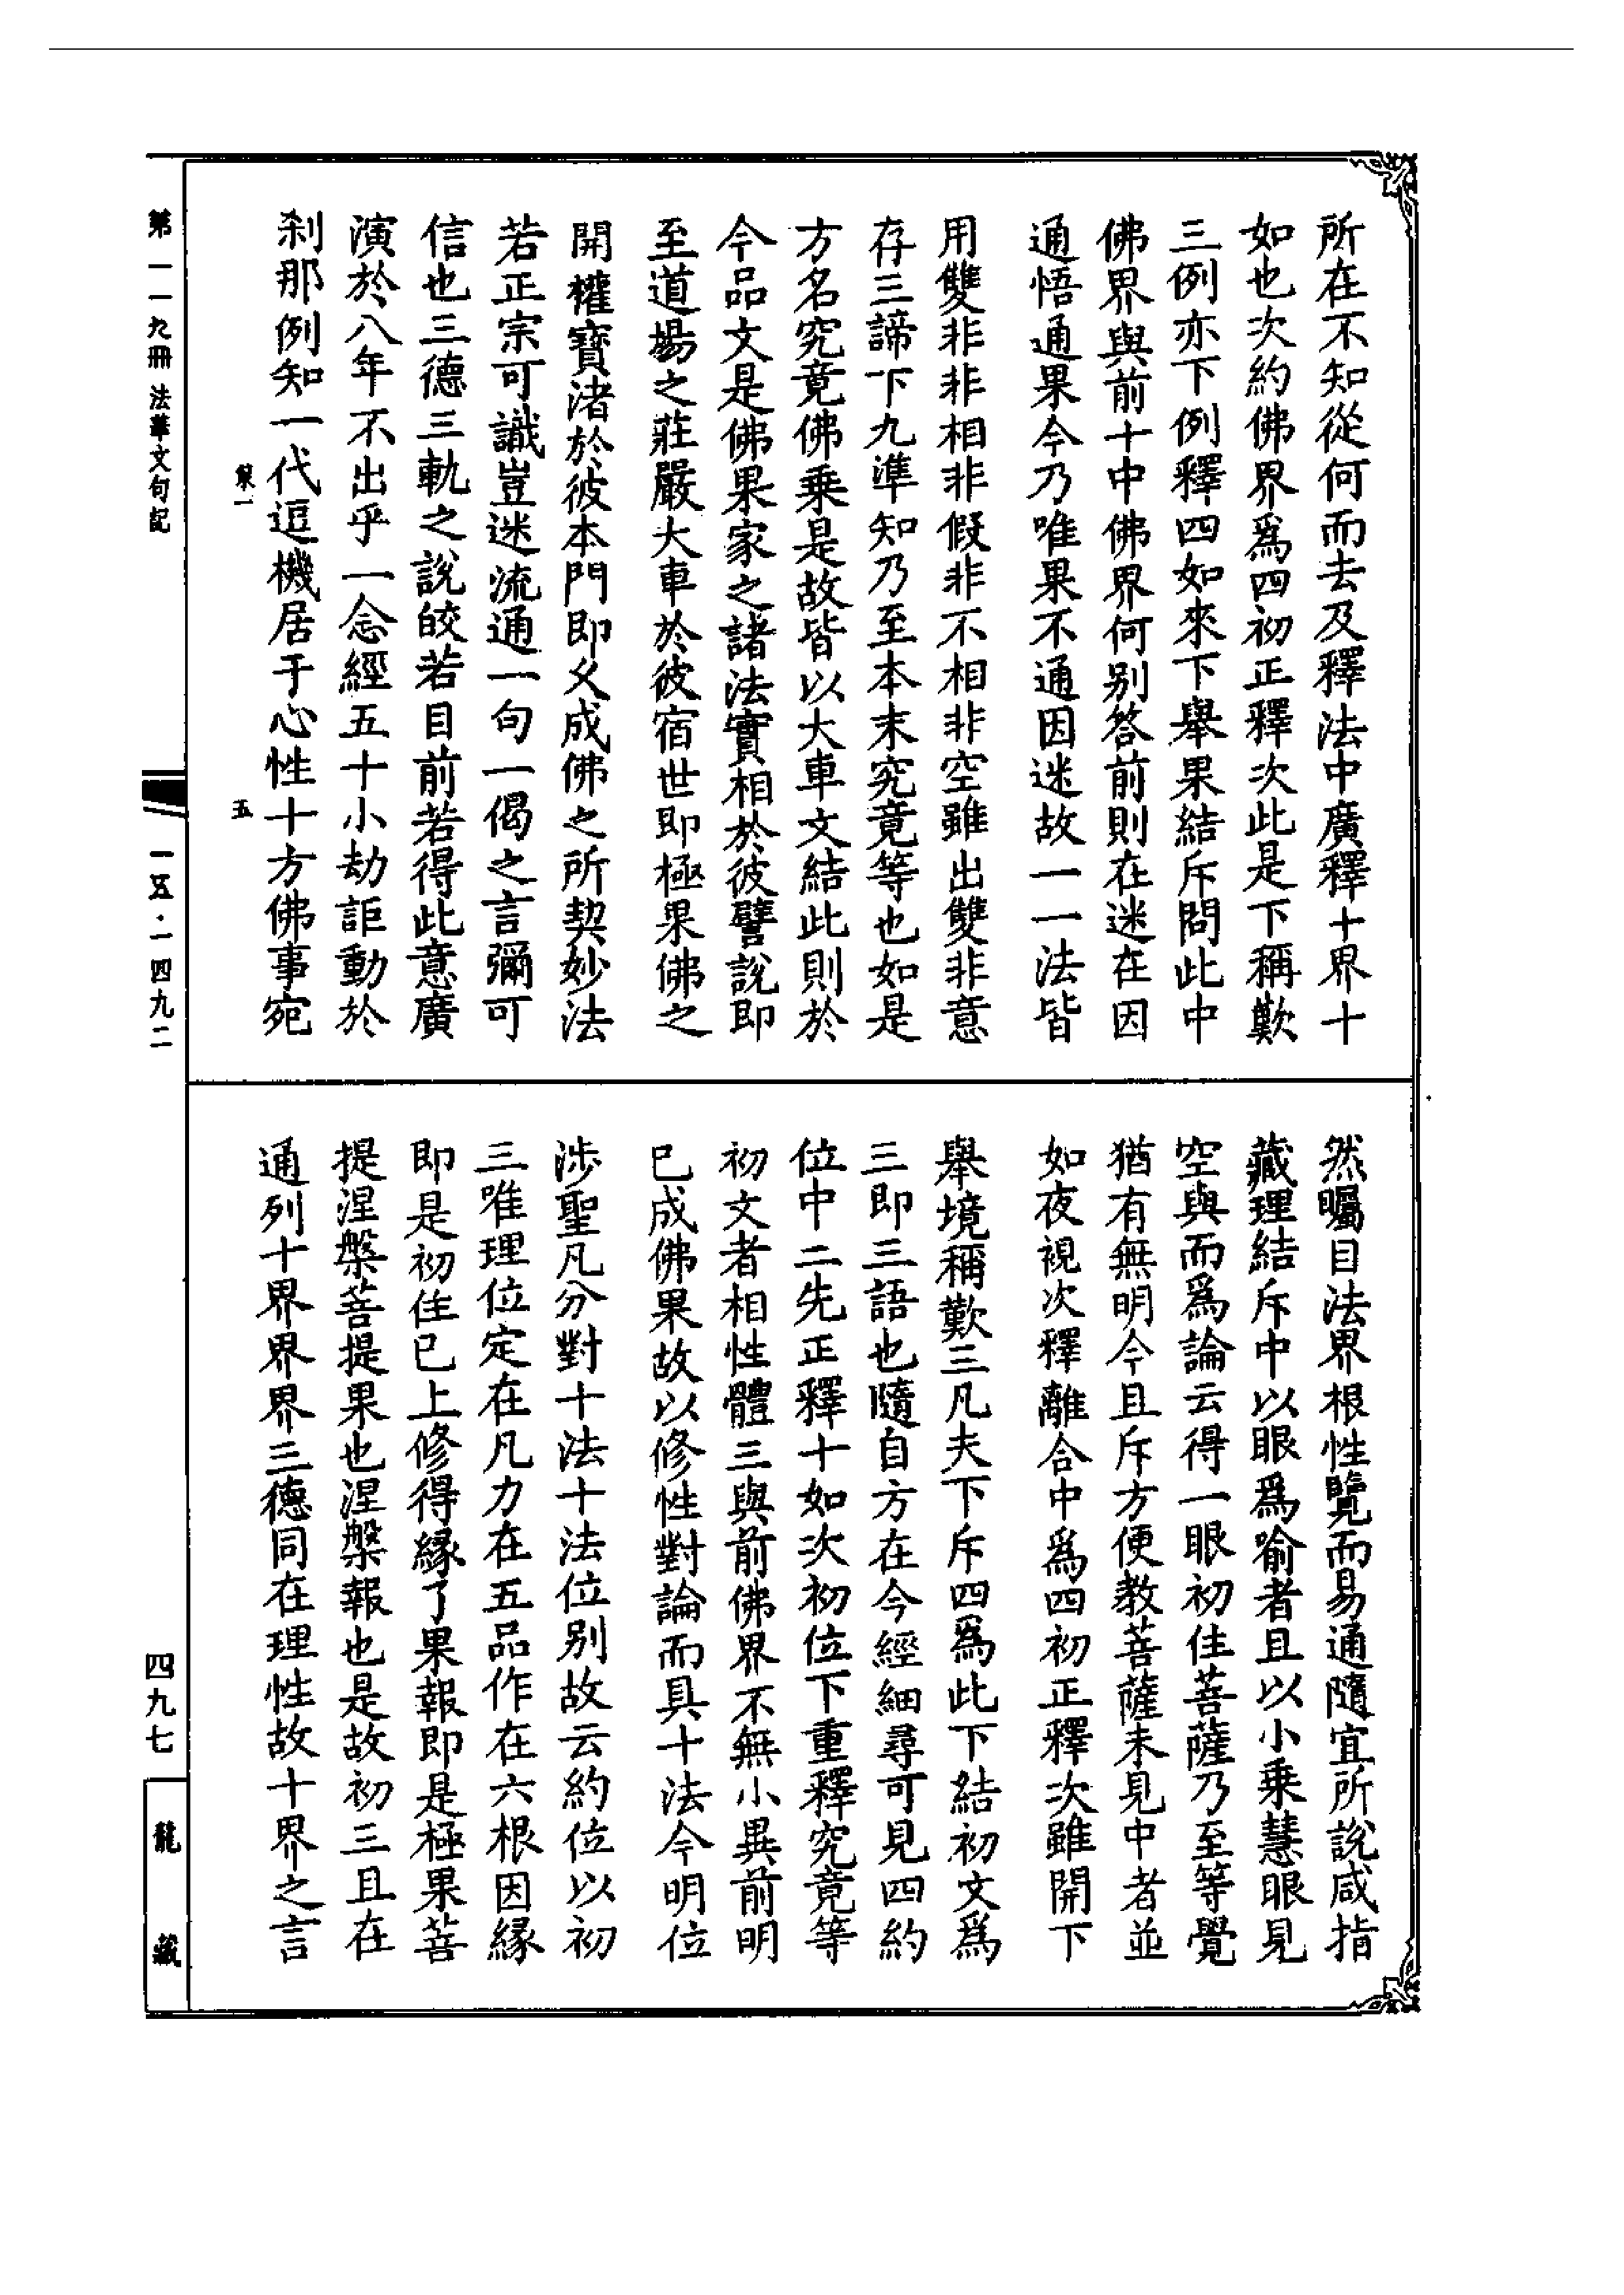 所在不知從何而去及釋法中廣釋十界十
如也次約佛界爲四初正釋次此是下稱歎
三例亦下例釋四如來下舉果結斥問此中
佛界與前十中佛界何别答前則在迷在因
通悟通果今乃唯果不通因迷故一一法皆
用雙非非相非假非不相非空雖出雙非意
存三諦下九準知乃至本末究竟等也如是
方名究竟佛乗是故皆以大車文結此則於
今品文是佛果家之諸法實相於彼譬説即
至道場之莊嚴大車於彼宿世即極果佛之
開權寶渚於彼本門即久成佛之所契妙法
若正宗可識豈迷流通一句一偈之言彌可
信也三德三軌之説皎若目前若得此意廣
演於八年不出乎一念經五十小劫詎動於
刹那例知一代逗機居于心性十方佛事宛
然矚目法界根性覽而易通隨宜所説咸指
藏理結斥中以眼爲喻者且以小乗慧眼見
空與而爲論云得一眼初住菩薩乃至等覺
猶有無明今且斥方便教菩薩未見中者並
如夜視次釋離合中爲四初正釋次雖開下
舉境稱歎三凡夫下斥四爲此下結初文爲
三即三語也隨自方在今經細尋可見四約
位中二先正釋十如次初位下重釋究竟等
初文者相性體三與前佛界不無小異前明
已成佛果故以修性對論而具十法今明位
涉聖凡分對十法十法位别故云約位以初
三唯理位定在凡力在五品作在六根因緣
即是初住已上修得緣了果報即是極果菩
提涅槃菩提果也涅槃報也是故初三且在
通列十界界界三德同在理性故十界之言
第一一九冊 法華文句記
一五·一四九二
四九七
龍藏
五